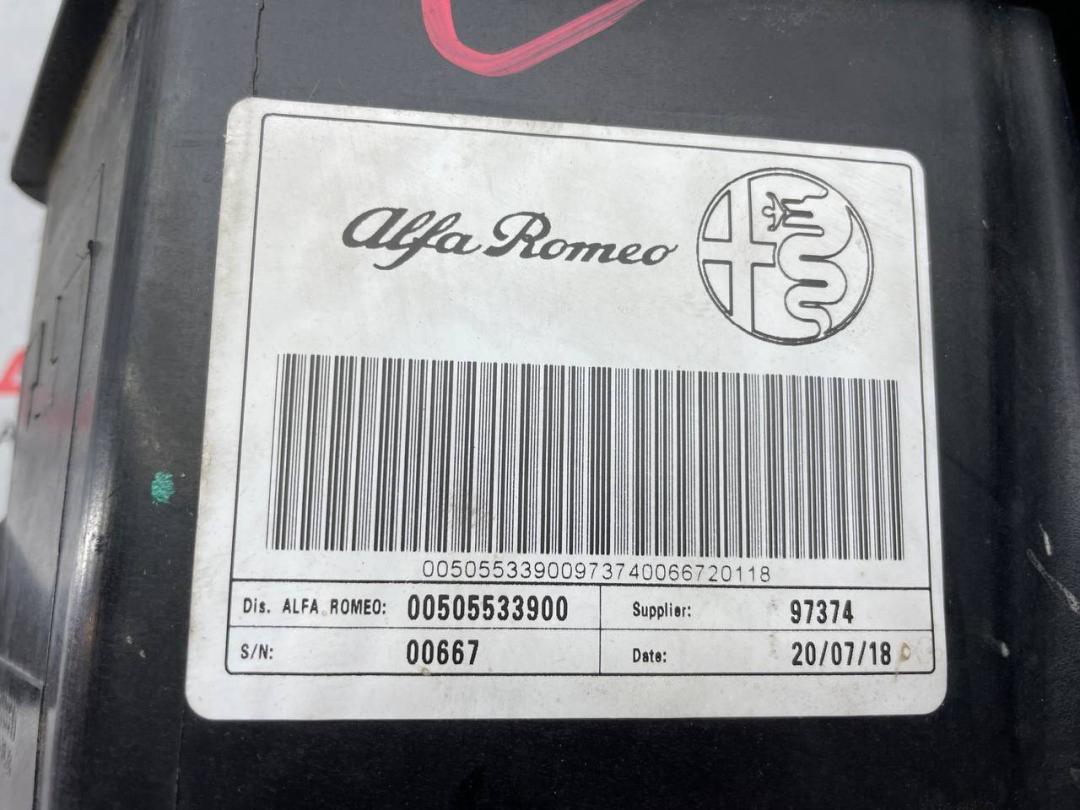 Alfa Romeo
00505533900973740066720118
Dis. ALFA ROMEO: 00505533900 Supplier: 97374
S/N: 00667 Date: 20/07/18